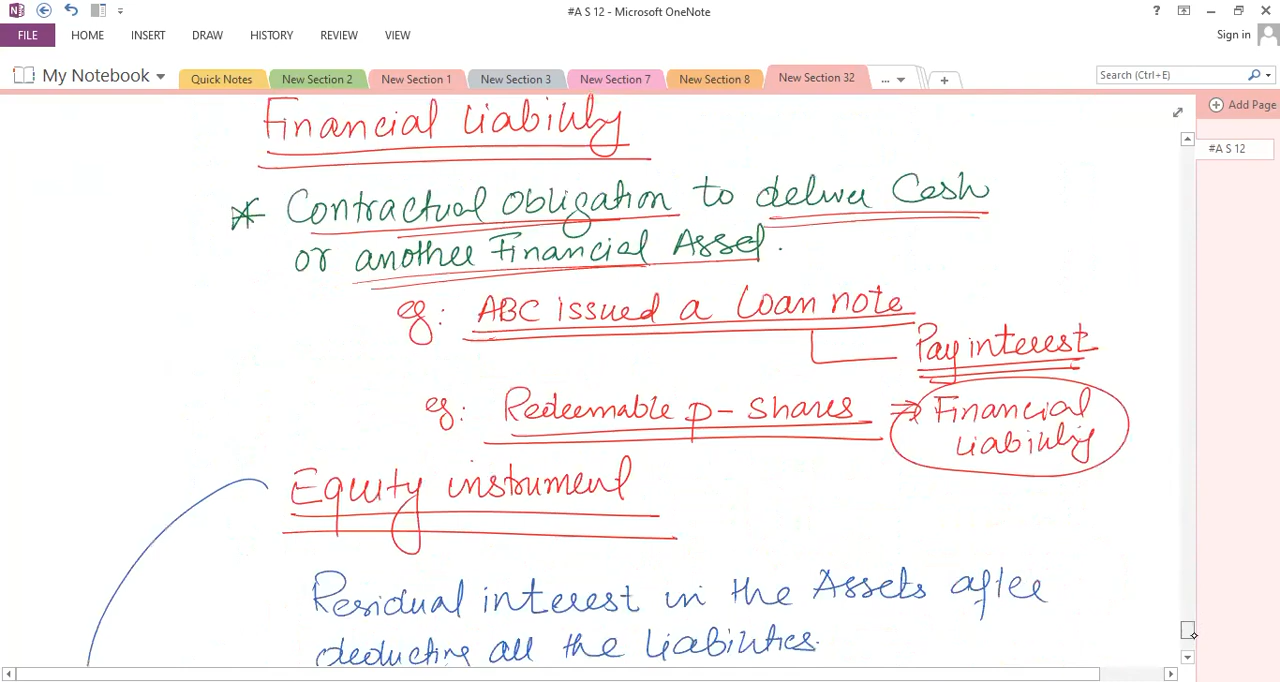 #A S 12 - Microsoft OneNote
?
Sign in
FILE HOME INSERT DRAW HISTORY REVIEW VIEW
My Notebook Quick Notes New Section 2 New Section 1 New Section 3 New Section 7 New Section 8 New Section 32 ... + Search (Ctrl+E)
Add Page
#A S 12
Financial liability
* Contractual obligation to deliver Cash
or another Financial Asset.
eg: ABC issued a Loan note
Pay interest
eg: Redeemable p- shares ⇒ Financial
liability
Equity instrument
Residual interest in the Assets after
deducting all the liabilities.